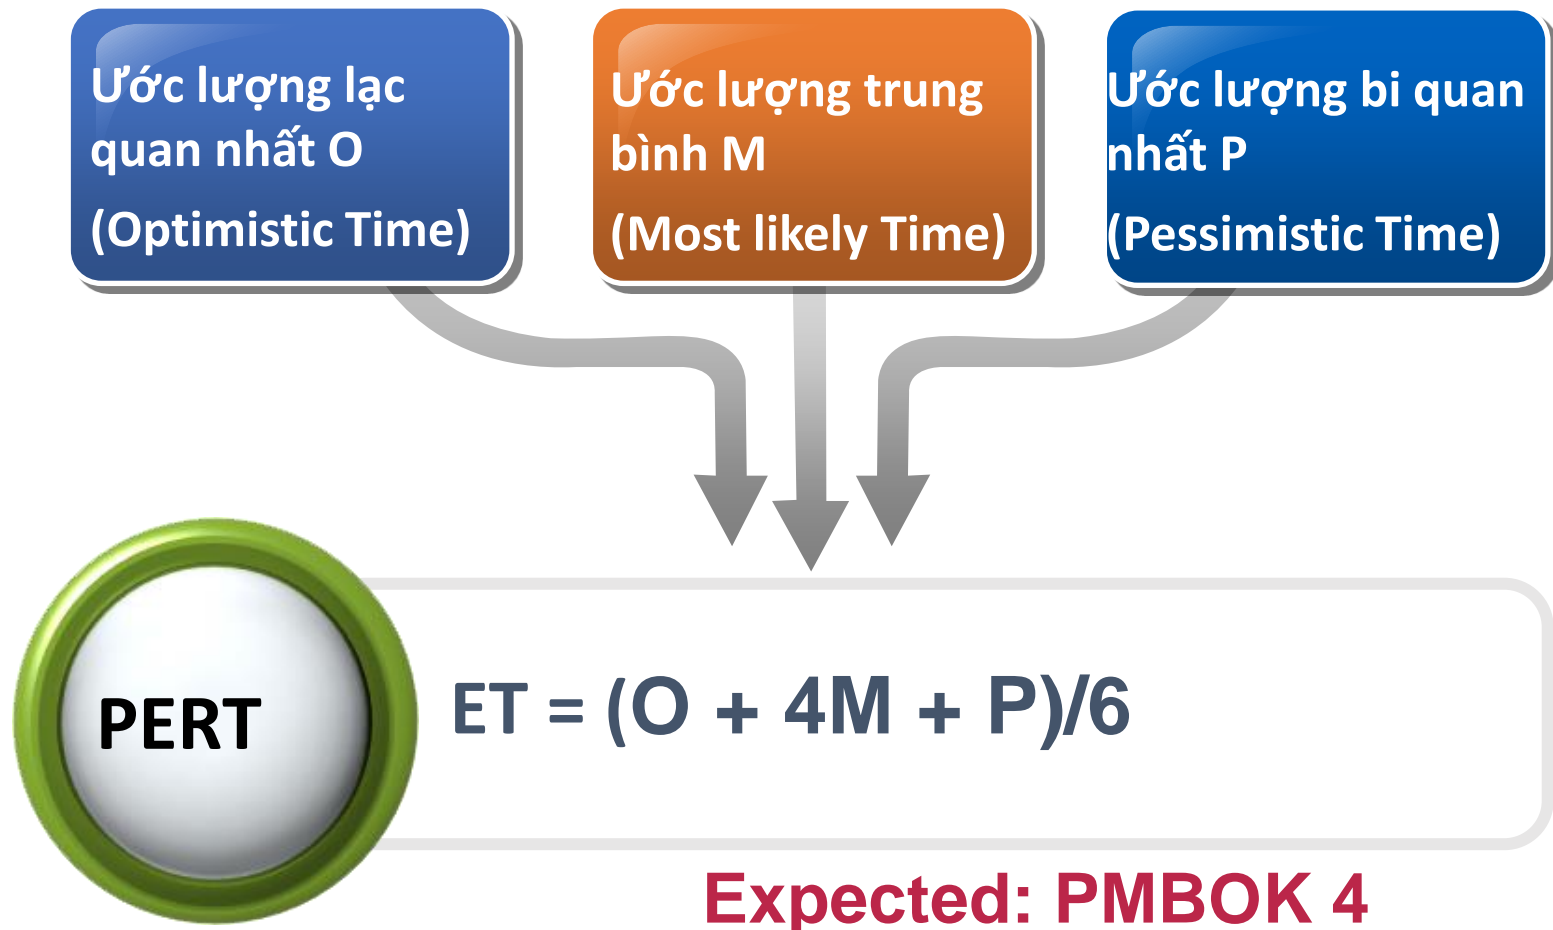 Ước lượng lạc
quan nhất O
(Optimistic Time)
Ước lượng trung
bình M
(Most likely Time)
Ước lượng bi quan
nhất P
(Pessimistic Time)
PERT
ET = (O + 4M + P)/6
Expected: PMBOK 4